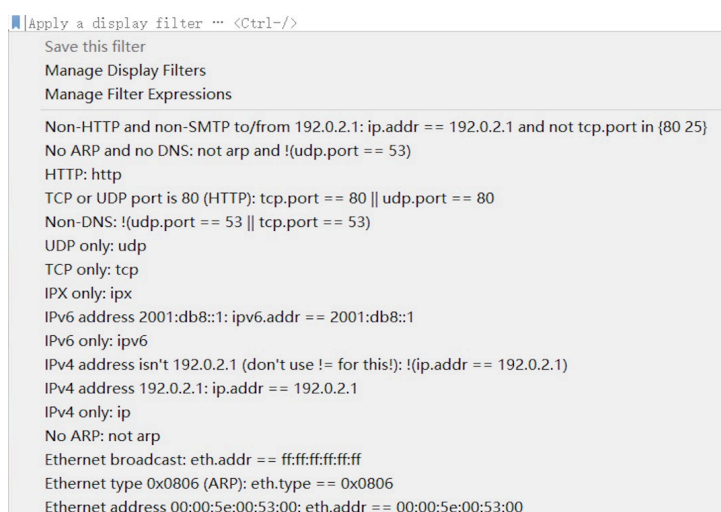 Apply a display filter … <Ctrl-/>
Save this filter
Manage Display Filters
Manage Filter Expressions
Non-HTTP and non-SMTP to/from 192.0.2.1: ip.addr == 192.0.2.1 and not tcp.port in {80 25}
No ARP and no DNS: not arp and !(udp.port == 53)
HTTP: http
TCP or UDP port is 80 (HTTP): tcp.port == 80 || udp.port == 80
Non-DNS: !(udp.port == 53 || tcp.port == 53)
UDP only: udp
TCP only: tcp
IPX only: ipx
IPv6 address 2001:db8::1: ipv6.addr == 2001:db8::1
IPv6 only: ipv6
IPv4 address isn't 192.0.2.1 (don't use != for this!): !(ip.addr == 192.0.2.1)
IPv4 address 192.0.2.1: ip.addr == 192.0.2.1
IPv4 only: ip
No ARP: not arp
Ethernet broadcast: eth.addr == ff:ff:ff:ff:ff:ff
Ethernet type 0x0806 (ARP): eth.type == 0x0806
Ethernet address 00:00:5e:00:53:00: eth.addr == 00:00:5e:00:53:00